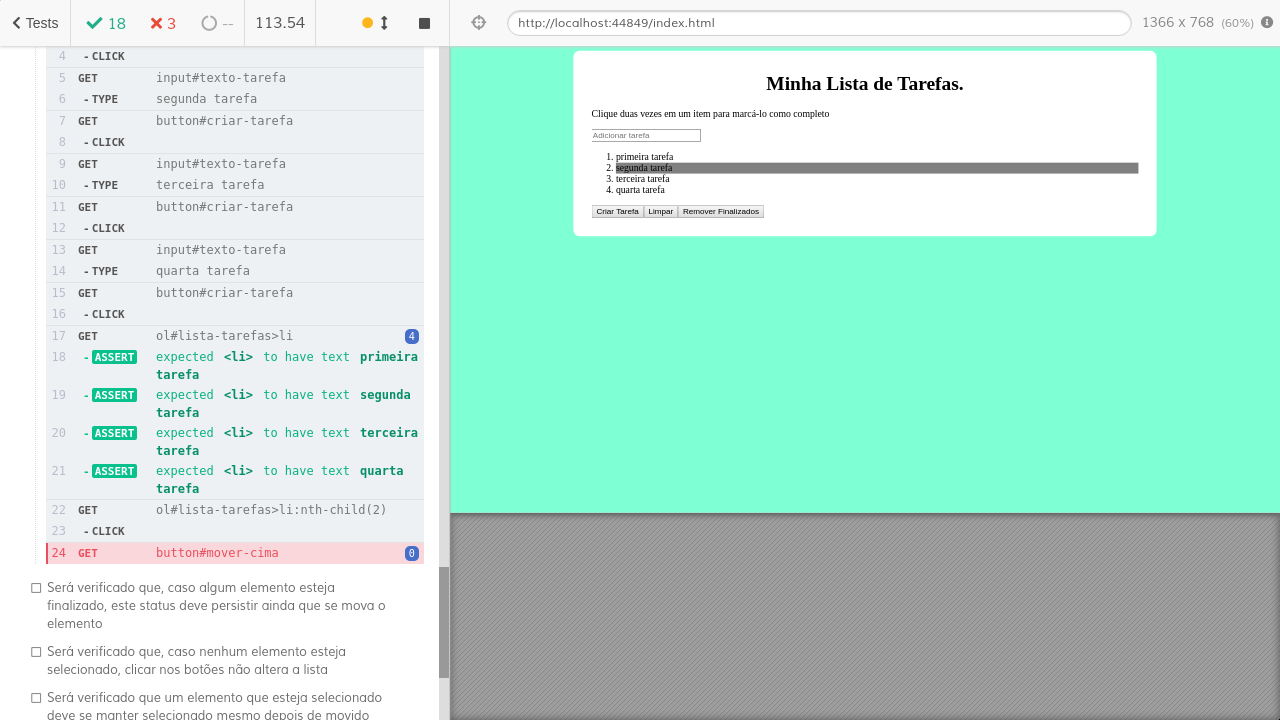 Tests 18 3 -- 113.54
4 -CLICK
5 GET input#texto-tarefa
6 -TYPE segunda tarefa
7 GET button#criar-tarefa
8 -CLICK
9 GET input#texto-tarefa
10 -TYPE terceira tarefa
11 GET button#criar-tarefa
12 -CLICK
13 GET input#texto-tarefa
14 -TYPE quarta tarefa
15 GET button#criar-tarefa
16 -CLICK
17 GET ol#lista-tarefas>li 4
18 -ASSERT expected <li> to have text primeira
tarefa
19 -ASSERT expected <li> to have text segunda
tarefa
20 -ASSERT expected <li> to have text terceira
tarefa
21 -ASSERT expected <li> to have text quarta
tarefa
22 GET ol#lista-tarefas>li:nth-child(2)
23 -CLICK
24 GET button#mover-cima 0
Será verificado que, caso algum elemento esteja
finalizado, este status deve persistir ainda que se mova o
elemento
Será verificado que, caso nenhum elemento esteja
selecionado, clicar nos botões não altera a lista
Será verificado que um elemento que esteja selecionado
deve se manter selecionado mesmo depois de movido
http://localhost:44849/index.html 1366 x 768 (60%)
Minha Lista de Tarefas.
Clique duas vezes em um item para marcá-lo como completo
Adicionar tarefa
1. primeira tarefa
2. segunda tarefa
3. terceira tarefa
4. quarta tarefa
Criar Tarefa Limpar Remover Finalizados